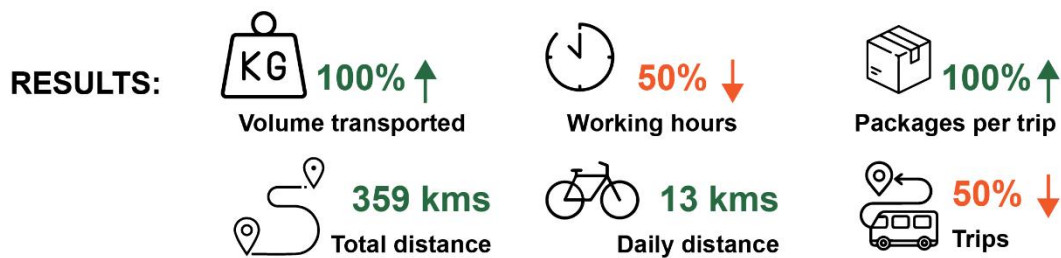 RESULTS:
KG 100% ↑ 50% ↓ 100% ↑
Volume transported Working hours Packages per trip
359 kms 13 kms 50% ↓
Total distance Daily distance Trips